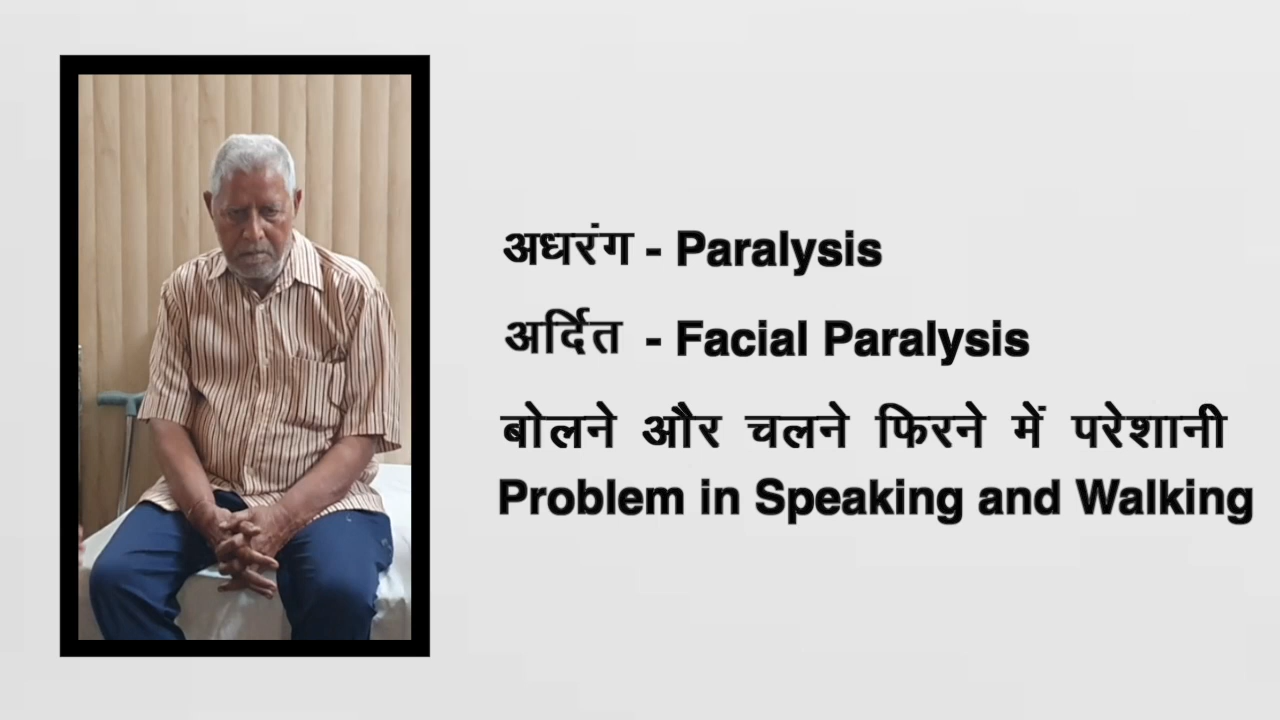 अधरंग - Paralysis
अर्दित - Facial Paralysis
बोलने और चलने फिरने में परेशानी
Problem in Speaking and Walking